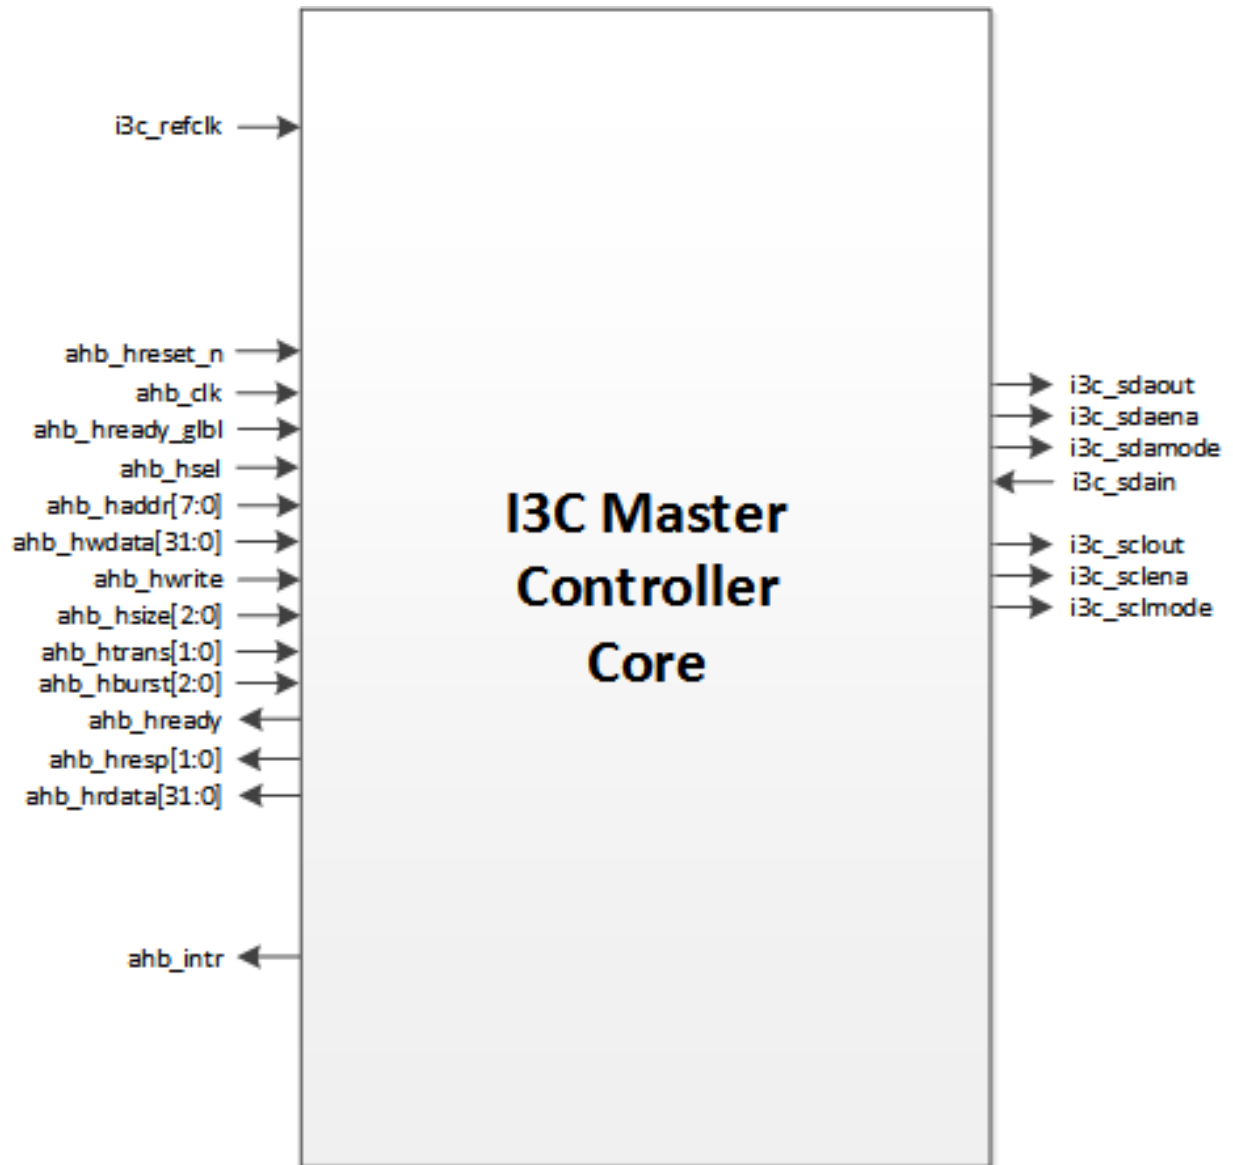 i3c_refclk
ahb_hreset_n
ahb_clk
ahb_hready_glbl
ahb_hsel
ahb_haddr[7:0]
ahb_hwdata[31:0]
ahb_hwrite
ahb_hsize[2:0]
ahb_htrans[1:0]
ahb_hburst[2:0]
ahb_hready
ahb_hresp[1:0]
ahb_hrdata[31:0]
ahb_intr
I3C Master
Controller
Core
i3c_sdaout
i3c_sdaena
i3c_sdamode
i3c_sdain
i3c_sclout
i3c_sclena
i3c_sclmode